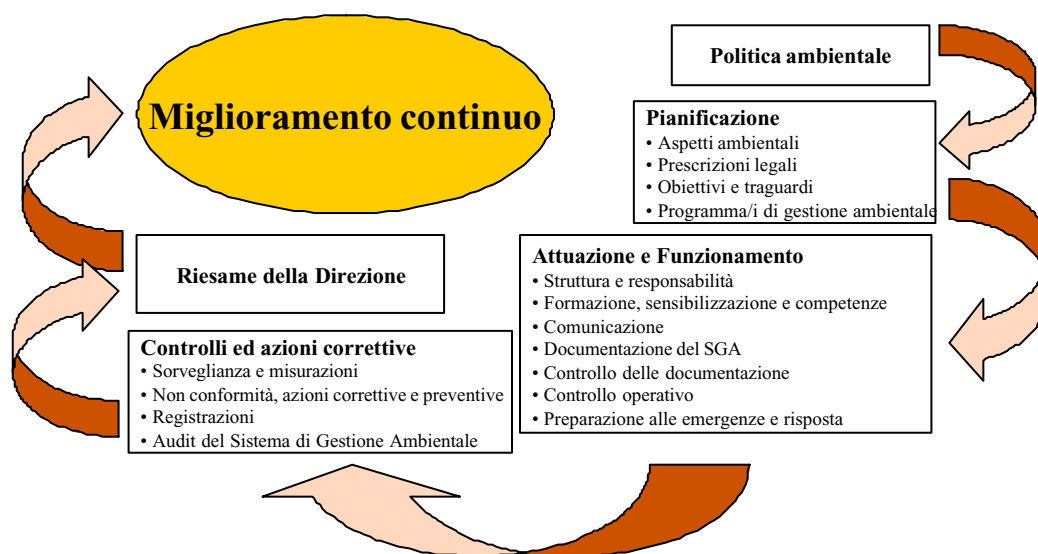 Miglioramento continuo
Politica ambientale
Pianificazione
• Aspetti ambientali
• Prescrizioni legali
• Obiettivi e traguardi
• Programma/i di gestione ambientale
Attuazione e Funzionamento
• Struttura e responsabilità
• Formazione, sensibilizzazione e competenze
• Comunicazione
• Documentazione del SGA
• Controllo delle documentazione
• Controllo operativo
• Preparazione alle emergenze e risposta
Controlli ed azioni correttive
• Sorveglianza e misurazioni
• Non conformità, azioni correttive e preventive
• Registrazioni
• Audit del Sistema di Gestione Ambientale
Riesame della Direzione